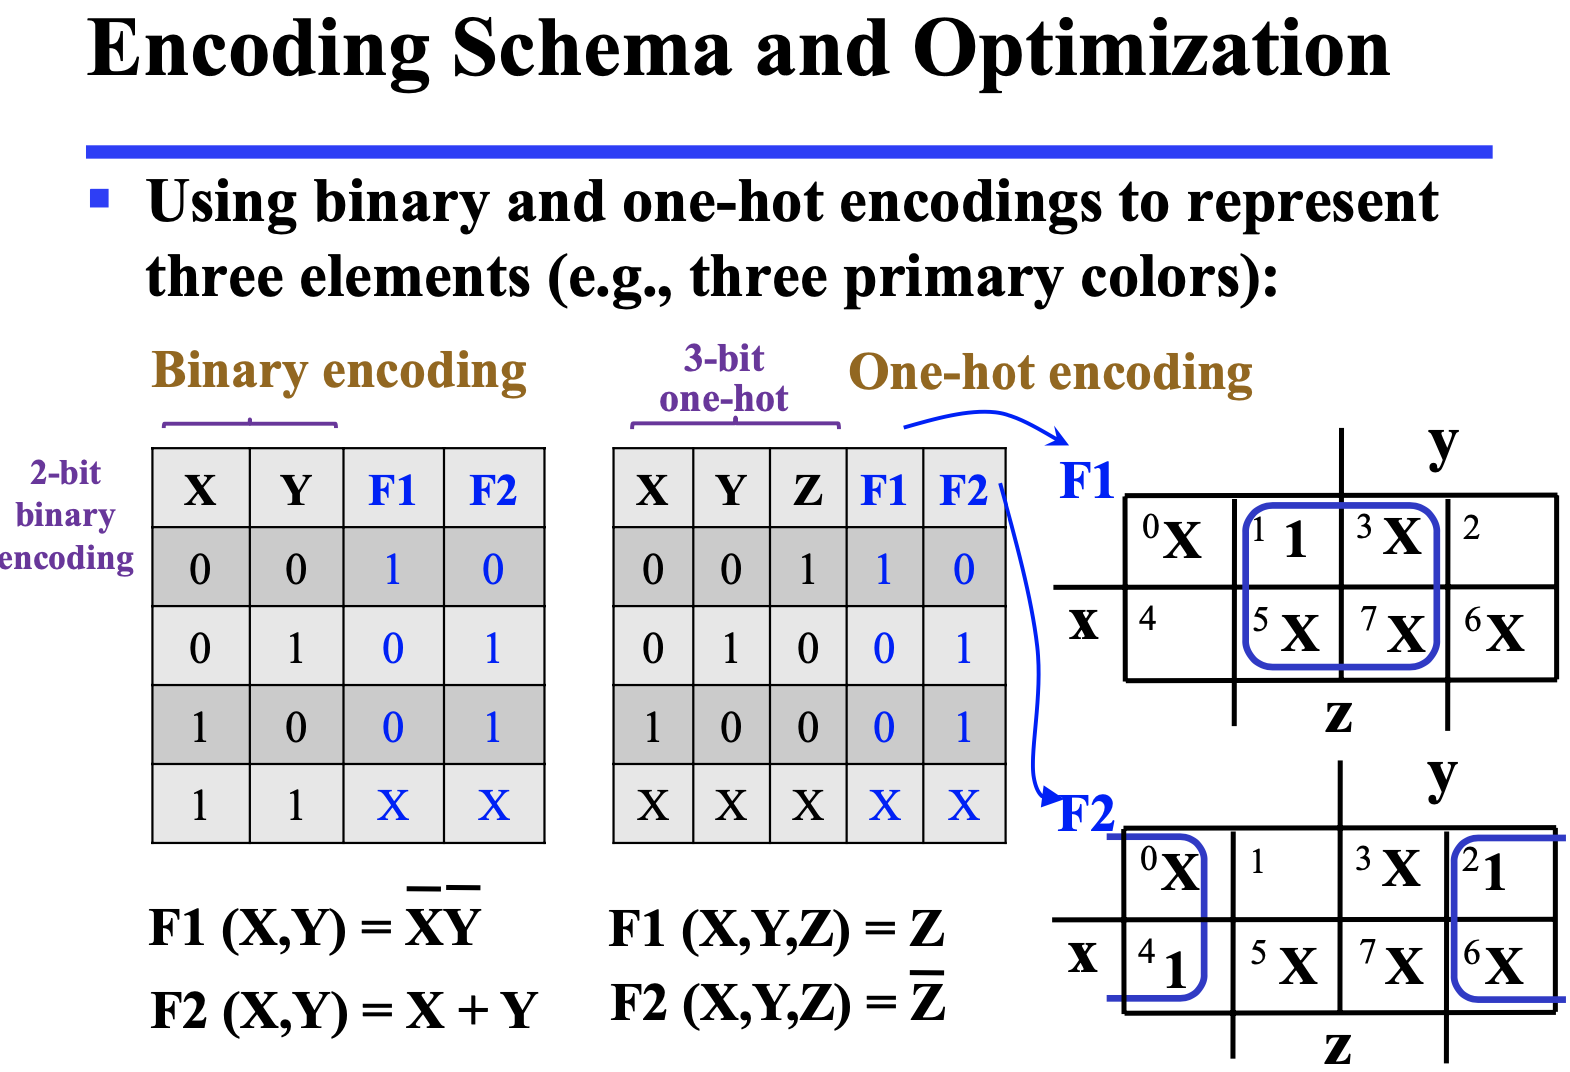 Encoding Schema and Optimization
▪ Using binary and one-hot encodings to represent
three elements (e.g., three primary colors):
Binary encoding
2-bit
binary
encoding
X Y F1 F2
0 0 1 0
0 1 0 1
1 0 0 1
1 1 X X
F1 (X,Y) = X̅Y̅
F2 (X,Y) = X + Y
3-bit
one-hot
One-hot encoding
X Y Z F1 F2
0 0 1 1 0
0 1 0 0 1
1 0 0 0 1
X X X X X
F1 (X,Y,Z) = Z
F2 (X,Y,Z) = Z̅
y
F1
0 X 1 1 3 X 2
x 4 5 X 7 X 6 X
z
y
F2
0 X 1 3 X 2 1
x 4 1 5 X 7 X 6 X
z